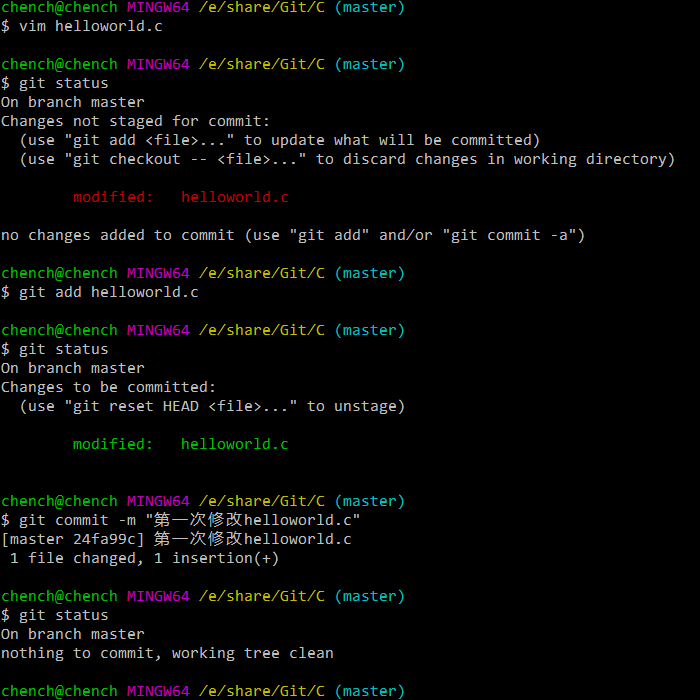 chench@chench MINGW64 /e/share/Git/C (master)
$ vim helloworld.c
chench@chench MINGW64 /e/share/Git/C (master)
$ git status
On branch master
Changes not staged for commit:
  (use "git add <file>..." to update what will be committed)
  (use "git checkout -- <file>..." to discard changes in working directory)
        modified:   helloworld.c
no changes added to commit (use "git add" and/or "git commit -a")
chench@chench MINGW64 /e/share/Git/C (master)
$ git add helloworld.c
chench@chench MINGW64 /e/share/Git/C (master)
$ git status
On branch master
Changes to be committed:
  (use "git reset HEAD <file>..." to unstage)
        modified:   helloworld.c
chench@chench MINGW64 /e/share/Git/C (master)
$ git commit -m "第一次修改helloworld.c"
[master 24fa99c] 第一次修改helloworld.c
 1 file changed, 1 insertion(+)
chench@chench MINGW64 /e/share/Git/C (master)
$ git status
On branch master
nothing to commit, working tree clean
chench@chench MINGW64 /e/share/Git/C (master)